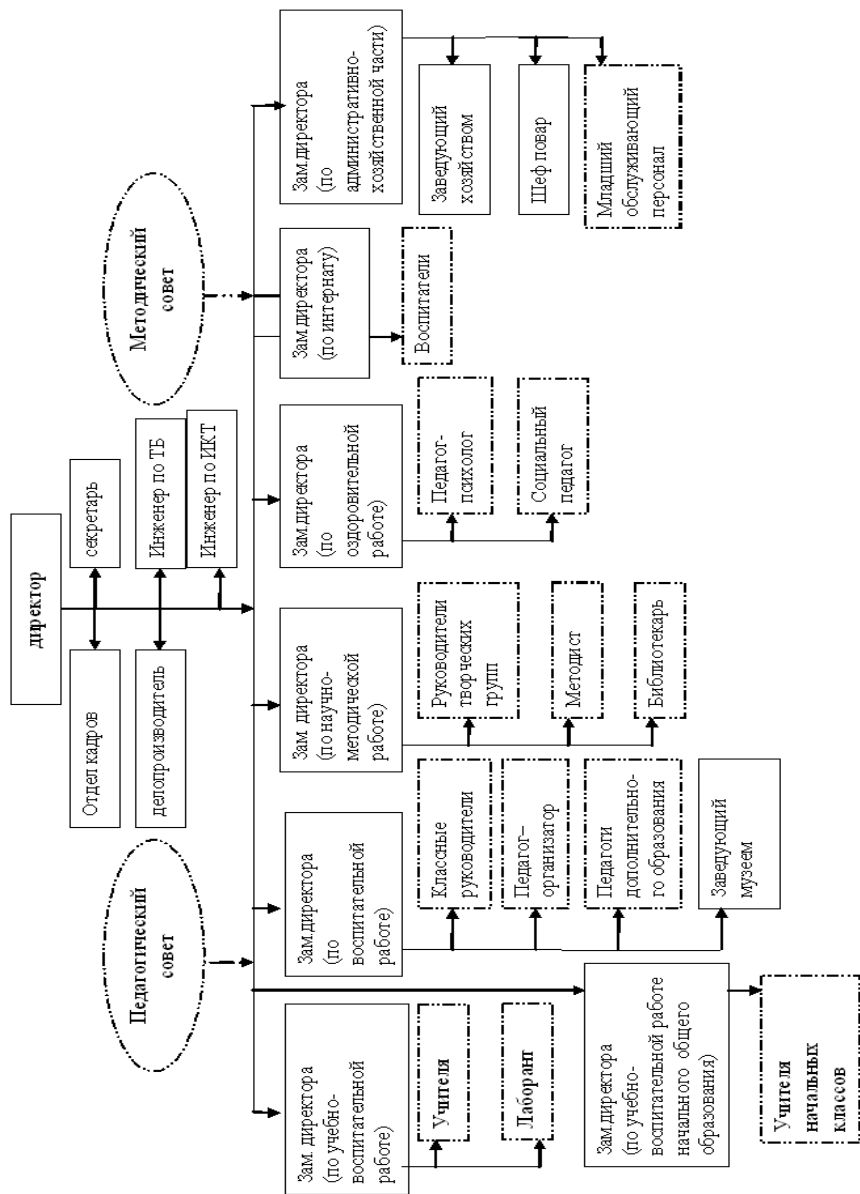 директор
Отдел кадров
секретарь
делопроизводитель
Инженер по ТБ
Инженер по ИКТ
Педагогический
совет
Методический
совет
Зам. директора
(по учебно-
воспитательной
работе)
Учителя
Лаборант
Зам.директора
(по учебно-
воспитательной работе
начального общего
образования)
Учителя
начальных
классов
Зам.директора
(по
воспитательной
работе)
Классные
руководители
Педагог–
организатор
Педагоги
дополнительно-
го образования
Заведующий
музеем
Зам. директора
(по научно-
методической
работе)
Руководители
творческих
групп
Методист
Библиотекарь
Зам.директора
(по
оздоровительной
работе)
Педагог-
психолог
Социальный
педагог
Зам.директора
(по интернату)
Воспитатели
Зам.директора
(по
административно-
хозяйственной части)
Заведующий
хозяйством
Шеф повар
Младший
обслуживающий
персонал